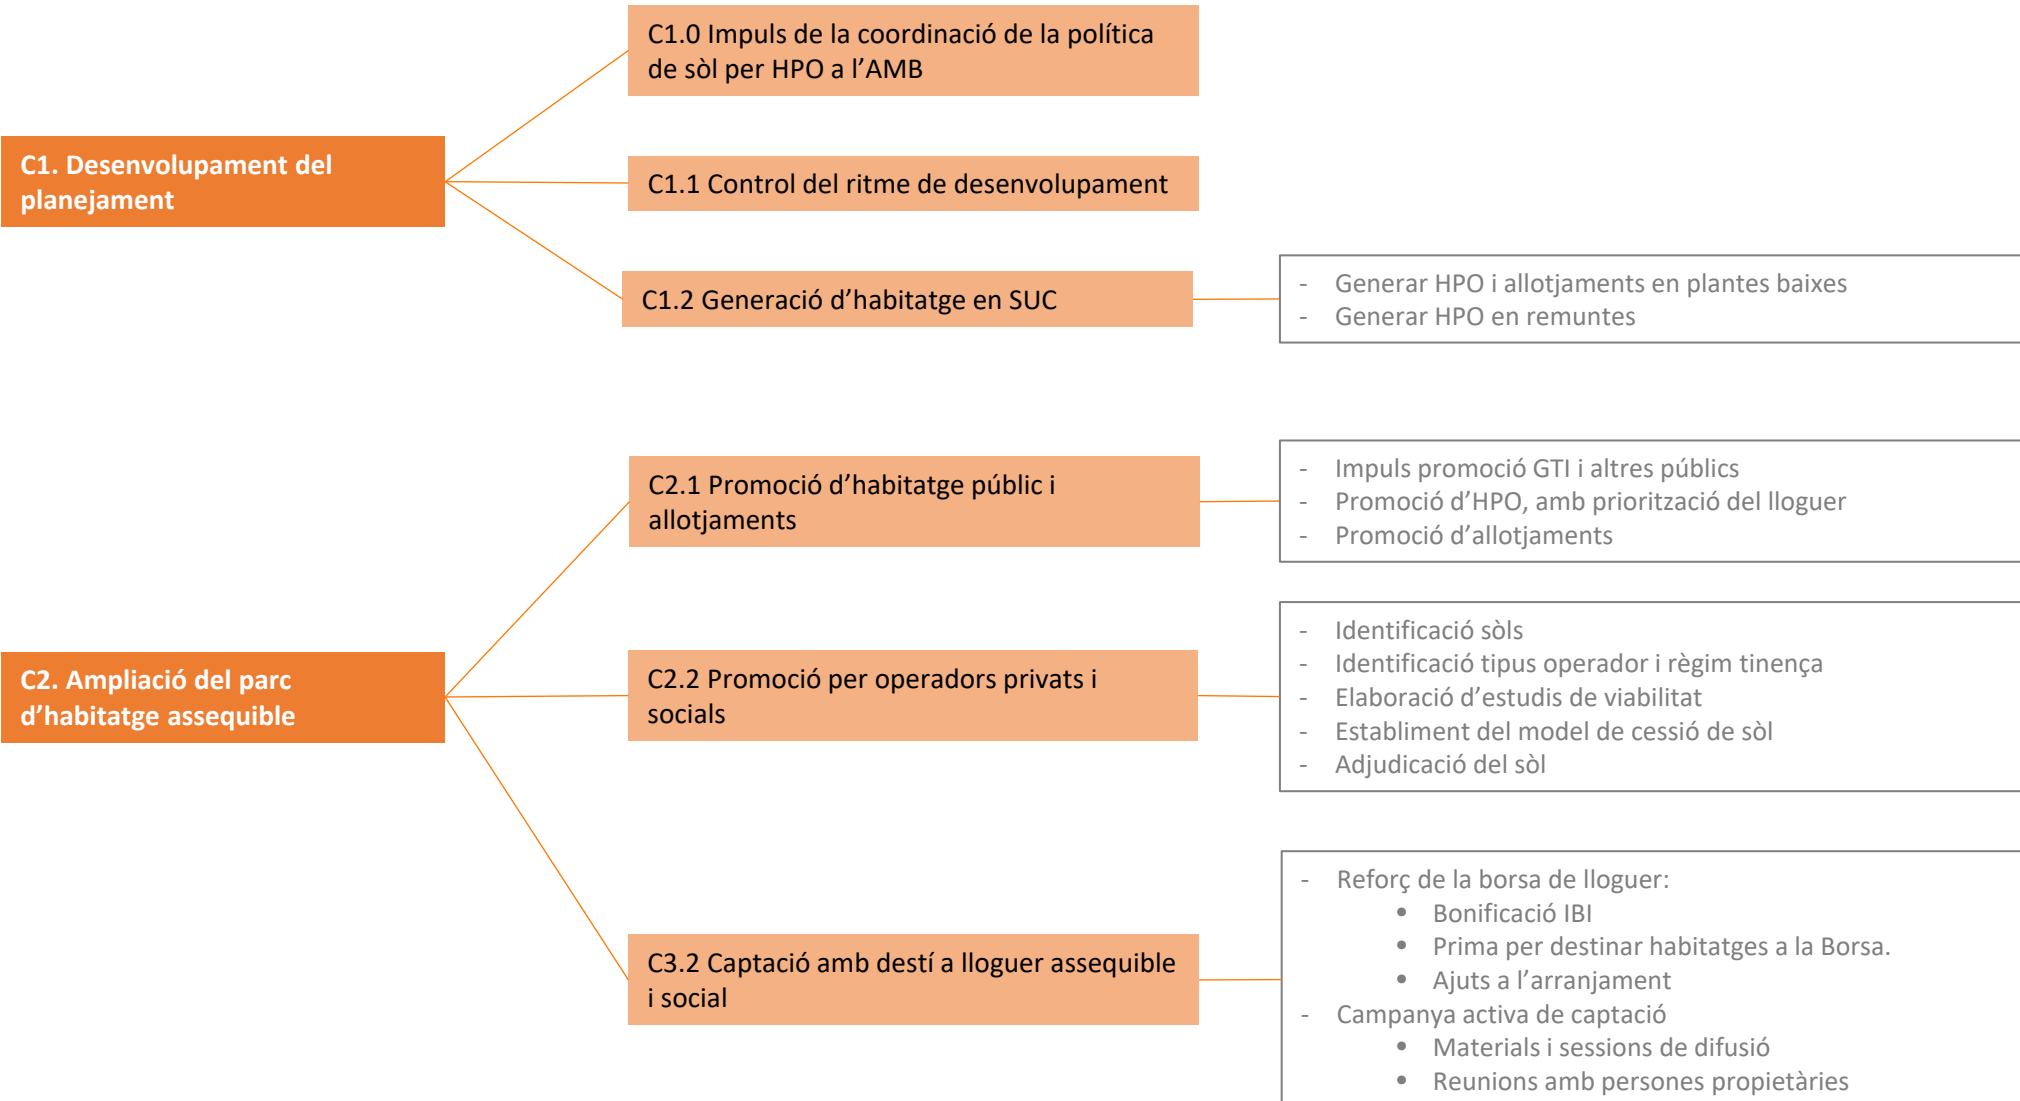 C1. Desenvolupament del
planejament
C1.0 Impuls de la coordinació de la política
de sòl per HPO a l’AMB
C1.1 Control del ritme de desenvolupament
C1.2 Generació d’habitatge en SUC
- Generar HPO i allotjaments en plantes baixes
- Generar HPO en remuntes
C2. Ampliació del parc
d’habitatge assequible
C2.1 Promoció d’habitatge públic i
allotjaments
- Impuls promoció GTI i altres públics
- Promoció d’HPO, amb priorització del lloguer
- Promoció d’allotjaments
C2.2 Promoció per operadors privats i
socials
- Identificació sòls
- Identificació tipus operador i règim tinença
- Elaboració d’estudis de viabilitat
- Establiment del model de cessió de sòl
- Adjudicació del sòl
C3.2 Captació amb destí a lloguer assequible
i social
- Reforç de la borsa de lloguer:
• Bonificació IBI
• Prima per destinar habitatges a la Borsa.
• Ajuts a l’arranjament
- Campanya activa de captació
• Materials i sessions de difusió
• Reunions amb persones propietàries